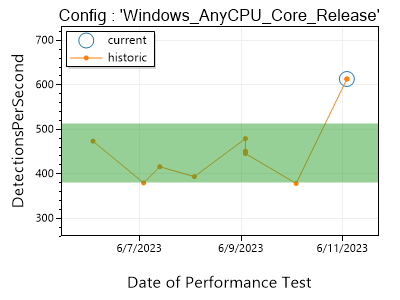 Config : 'Windows_AnyCPU_Core_Release'
current
historic
DetectionsPerSecond
700
600
500
400
300
6/7/2023
6/9/2023
6/11/2023
Date of Performance Test